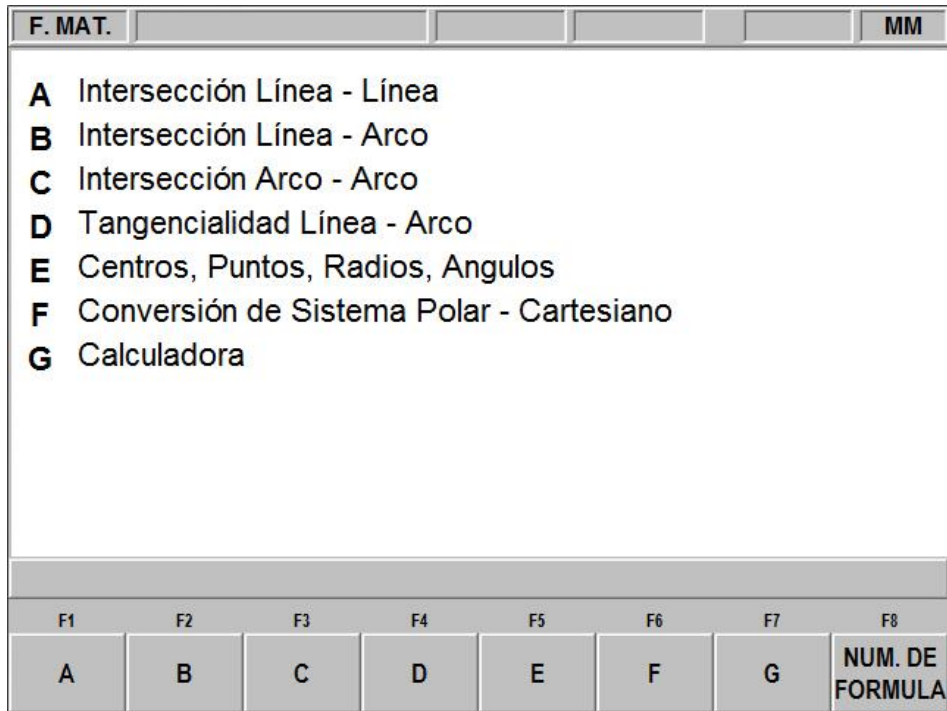 F. MAT. MM
A Intersección Línea - Línea
B Intersección Línea - Arco
C Intersección Arco - Arco
D Tangencialidad Línea - Arco
E Centros, Puntos, Radios, Angulos
F Conversión de Sistema Polar - Cartesiano
G Calculadora
F1 F2 F3 F4 F5 F6 F7 F8
A B C D E F G NUM. DE
FORMULA